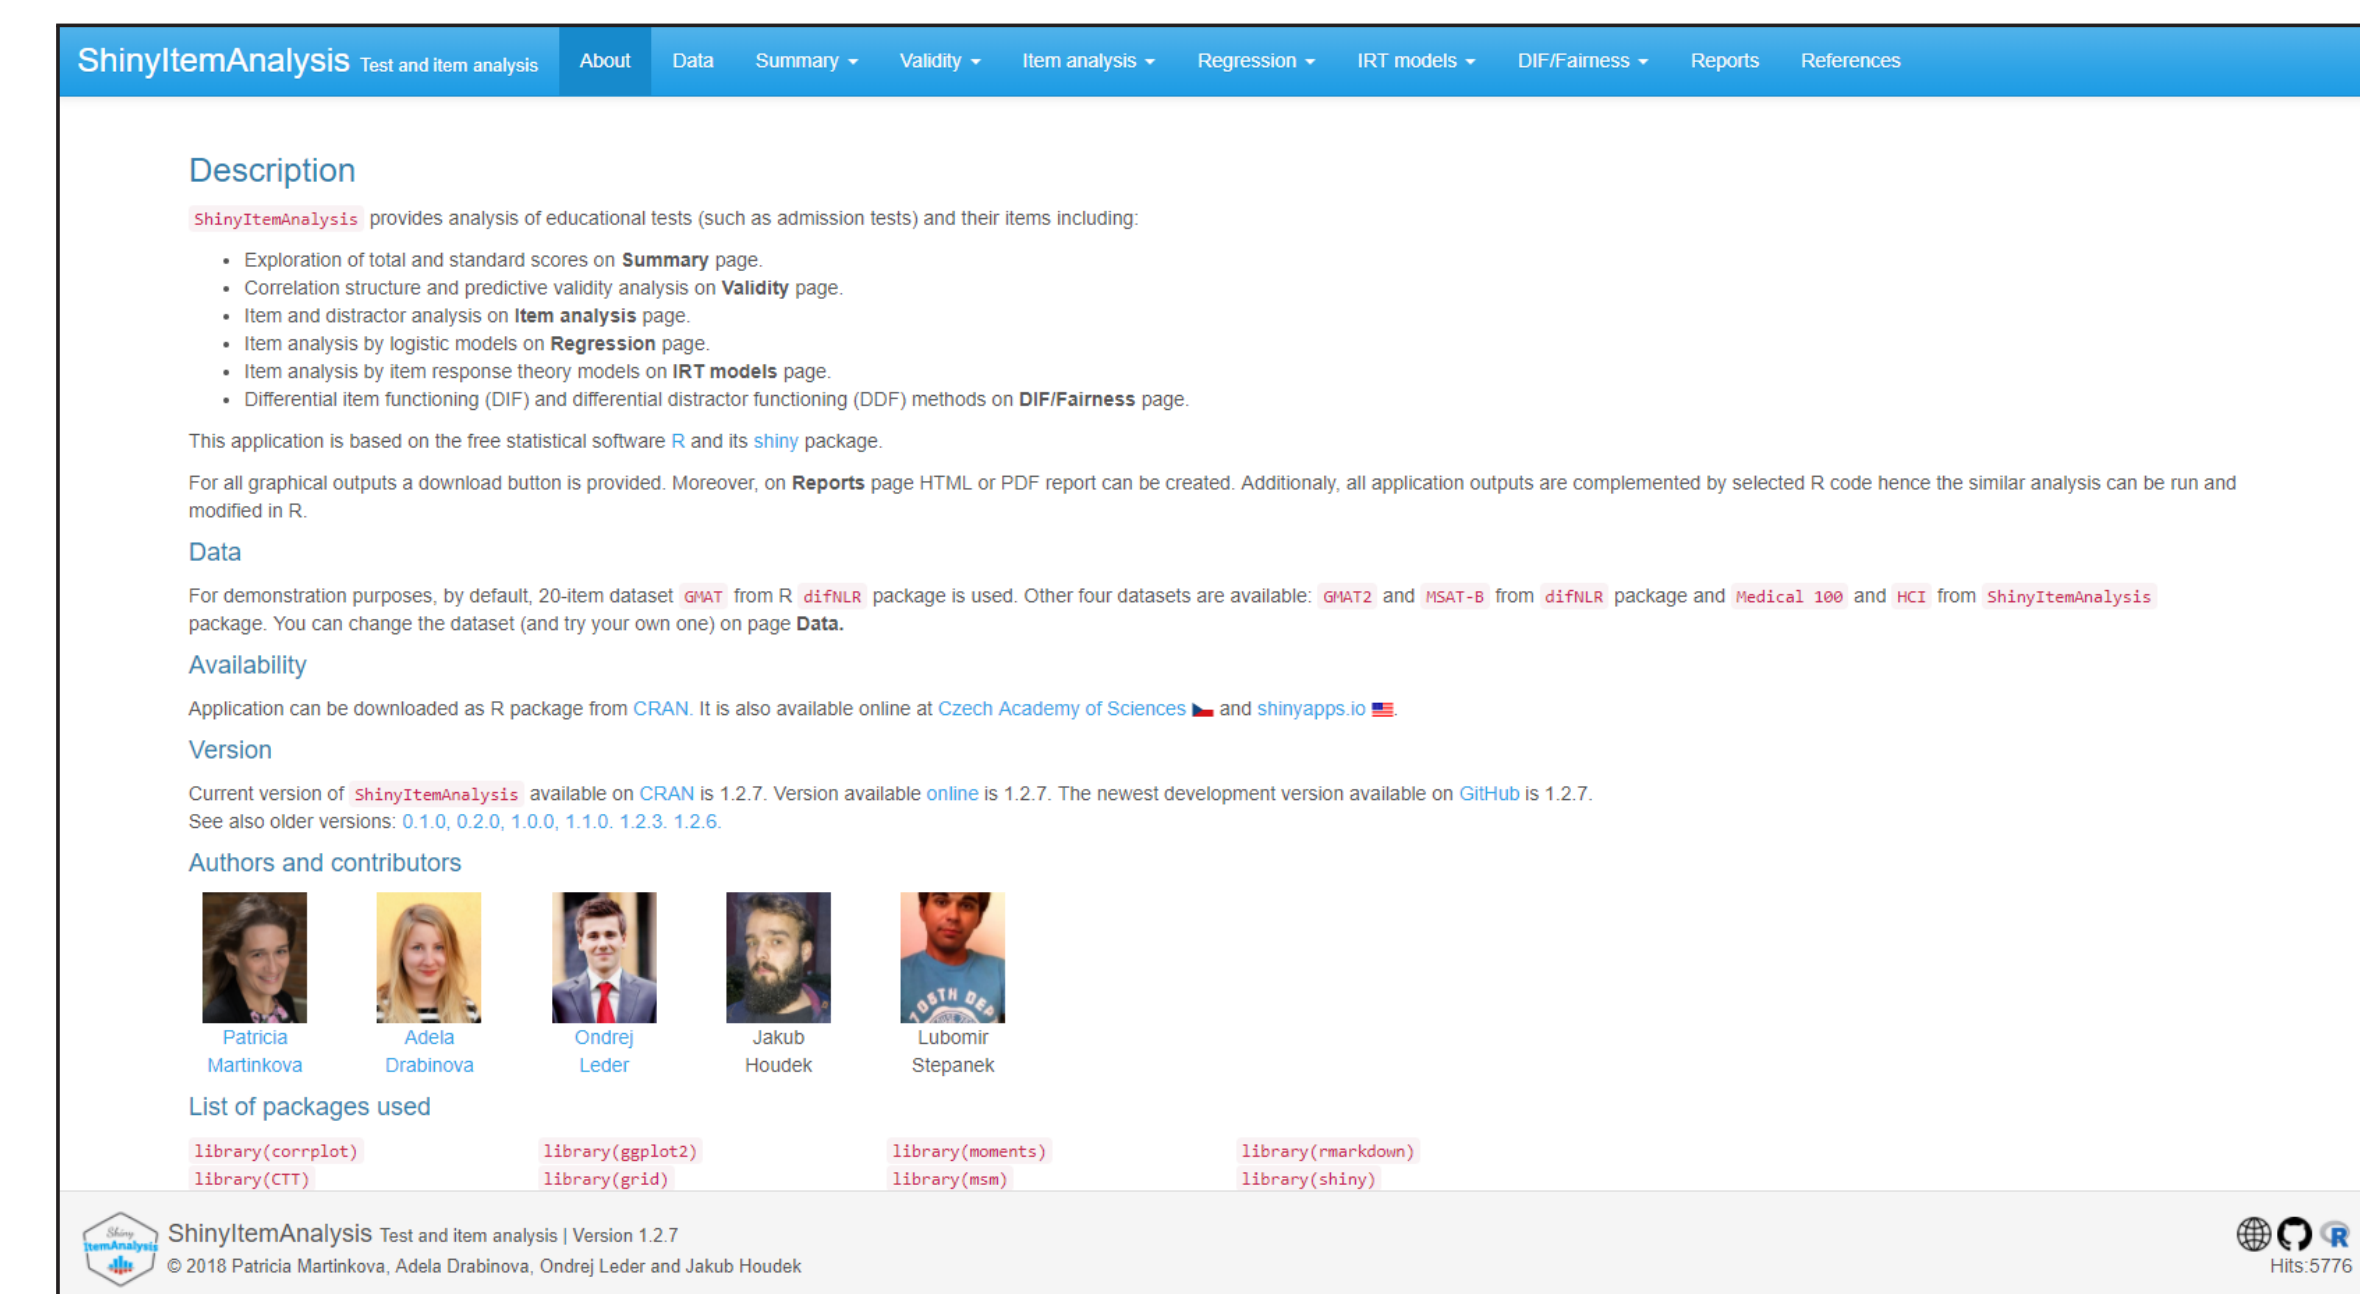 ShinyItemAnalysis Test and item analysis About Data Summary Validity Item analysis Regression IRT models DIF/Fairness Reports References
Description
ShinyItemAnalysis provides analysis of educational tests (such as admission tests) and their items including:
• Exploration of total and standard scores on Summary page.
• Correlation structure and predictive validity analysis on Validity page.
• Item and distractor analysis on Item analysis page.
• Item analysis by logistic models on Regression page.
• Item analysis by item response theory models on IRT models page.
• Differential item functioning (DIF) and differential distractor functioning (DDF) methods on DIF/Fairness page.
This application is based on the free statistical software R and its shiny package.
For all graphical outputs a download button is provided. Moreover, on Reports page HTML or PDF report can be created. Additionaly, all application outputs are complemented by selected R code hence the similar analysis can be run and
modified in R.
Data
For demonstration purposes, by default, 20-item dataset GMAT from R difNLR package is used. Other four datasets are available: GMAT2 and MSAT-B from difNLR package and Medical 100 and HCI from ShinyItemAnalysis
package. You can change the dataset (and try your own one) on page Data.
Availability
Application can be downloaded as R package from CRAN. It is also available online at Czech Academy of Sciences and shinyapps.io.
Version
Current version of ShinyItemAnalysis available on CRAN is 1.2.7. Version available online is 1.2.7. The newest development version available on GitHub is 1.2.7.
See also older versions: 0.1.0, 0.2.0, 1.0.0, 1.1.0. 1.2.3. 1.2.6.
Authors and contributors
Patricia Adela Ondrej Jakub Lubomir
Martinkova Drabinova Leder Houdek Stepanek
List of packages used
library(corrplot) library(ggplot2) library(moments) library(rmarkdown)
library(CTT) library(grid) library(msm) library(shiny)
Shiny
ItemAnalysis
ShinyItemAnalysis Test and item analysis | Version 1.2.7
© 2018 Patricia Martinkova, Adela Drabinova, Ondrej Leder and Jakub Houdek
R
Hits:5776